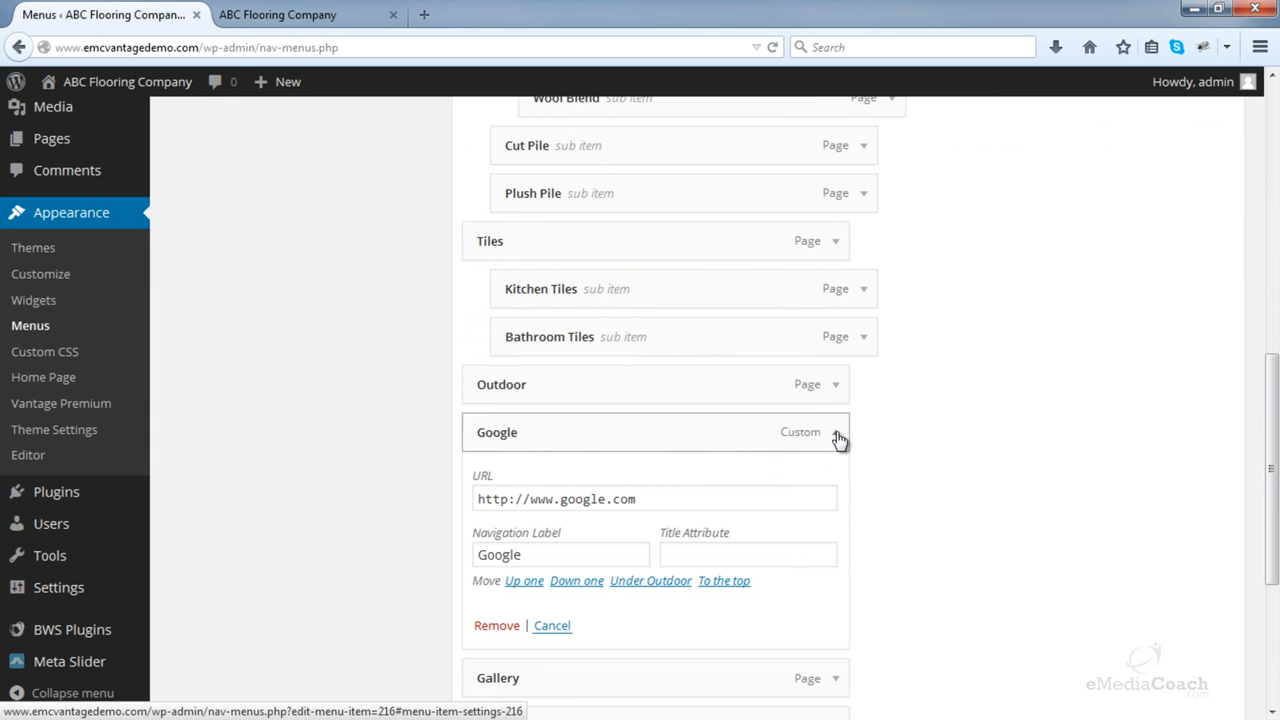 Menus ‹ ABC Flooring Compan...
ABC Flooring Company
www.emcvantagedemo.com/wp-admin/nav-menus.php
Search
ABC Flooring Company
0
New
Howdy, admin
Media
Pages
Comments
Appearance
Themes
Customize
Widgets
Menus
Custom CSS
Home Page
Vantage Premium
Theme Settings
Editor
Plugins
Users
Tools
Settings
BWS Plugins
Meta Slider
Collapse menu
Wool Blend sub item Page
Cut Pile sub item Page
Plush Pile sub item Page
Tiles Page
Kitchen Tiles sub item Page
Bathroom Tiles sub item Page
Outdoor Page
Google Custom
URL
http://www.google.com
Navigation Label Title Attribute
Google
Move Up one Down one Under Outdoor To the top
Remove | Cancel
Gallery Page
eMediaCoach
www.emcvantagedemo.com/wp-admin/nav-menus.php?edit-menu-item=216#menu-item-settings-216